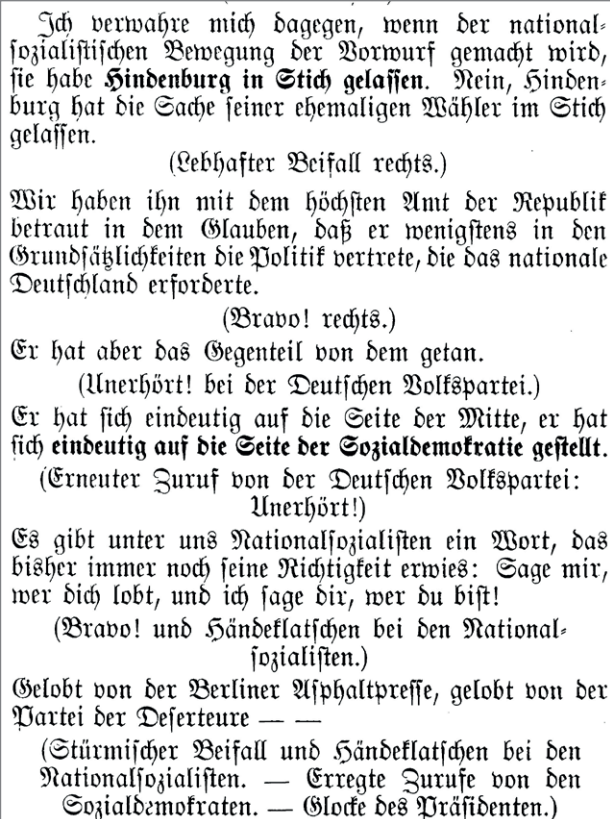 Ich verwahre mich dagegen, wenn der national-
sozialistischen Bewegung der Vorwurf gemacht wird,
sie habe Hindenburg in Stich gelassen. Nein, Hinden-
burg hat die Sache seiner ehemaligen Wähler im Stich
gelassen.
(Lebhafter Beifall rechts.)
Wir haben ihn mit dem höchsten Amt der Republik
betraut in dem Glauben, daß er wenigstens in den
Grundsätzlichkeiten die Politik vertrete, die das nationale
Deutschland erforderte.
(Bravo! rechts.)
Er hat aber das Gegenteil von dem getan.
(Unerhört! bei der Deutschen Volkspartei.)
Er hat sich eindeutig auf die Seite der Mitte, er hat
sich eindeutig auf die Seite der Sozialdemokratie gestellt.
(Erneuter Zuruf von der Deutschen Volkspartei:
Unerhört!)
Es gibt unter uns Nationalsozialisten ein Wort, das
bisher immer noch seine Richtigkeit erwies: Sage mir,
wer dich lobt, und ich sage dir, wer du bist!
(Bravo! und Händeklatschen bei den National-
sozialisten.)
Gelobt von der Berliner Asphaltpresse, gelobt von der
Partei der Deserteure — —
(Stürmischer Beifall und Händeklatschen bei den
Nationalsozialisten. — Erregte Zurufe von den
Sozialdemokraten. — Glocke des Präsidenten.)